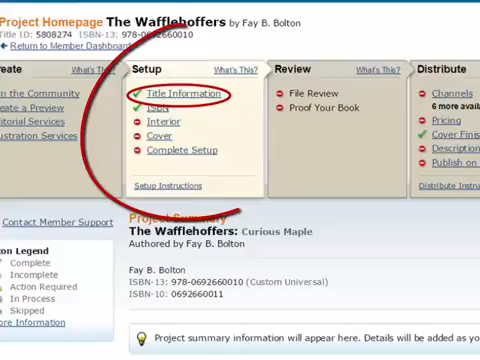 Project Homepage The Wafflehoffers by Fay B. Bolton
Title ID: 5808274 ISBN-13: 978-0692660010
Return to Member Dashboard
eate What's This?
n the Community
eate a Preview
itorial Services
ustration Services
Setup What's This?
Title Information
ISBN
Interior
Cover
Complete Setup
Setup Instructions
Review What's This?
File Review
Proof Your Book
Distribute
Channels
6 more availa
Pricing
Cover Finis
Description
Publish on
Distribute Instru
Contact Member Support
on Legend
Complete
Incomplete
Action Required
In Process
Skipped
ore Information
Project Summary
The Wafflehoffers: Curious Maple
Authored by Fay B. Bolton
Fay B. Bolton
ISBN-13: 978-0692660010 (Custom Universal)
ISBN-10: 0692660011
Project summary information will appear here. Details will be added as yo